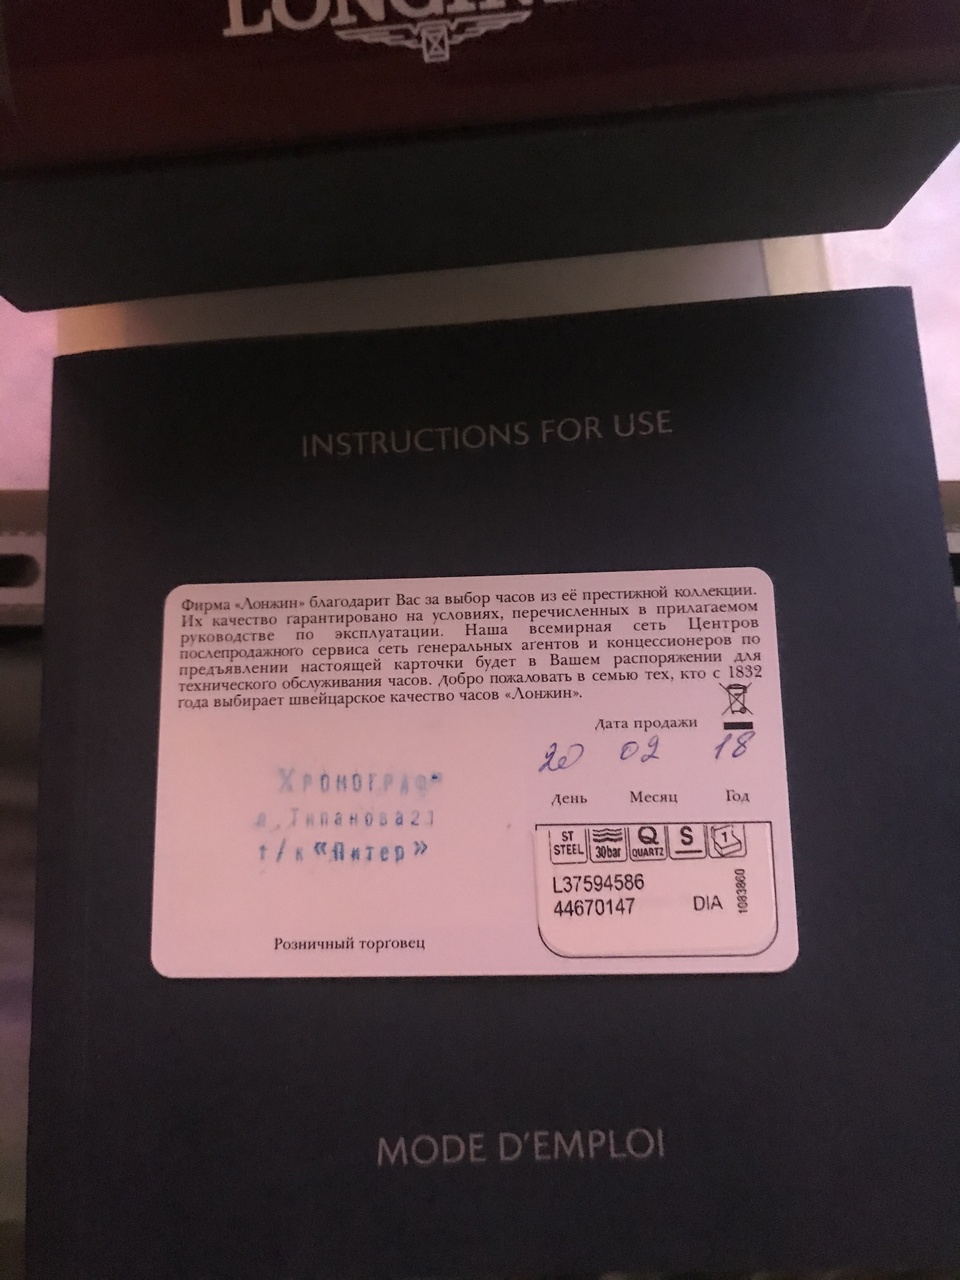 INSTRUCTIONS FOR USE
Фирма «Лонжин» благодарит Вас за выбор часов из её престижной коллекции.
Их качество гарантировано на условиях, перечисленных в прилагаемом
руководстве по эксплуатации. Наша всемирная сеть Центров
послепродажного сервиса сеть генеральных агентов и концессионеров по
предъявлении настоящей карточки будет в Вашем распоряжении для
технического обслуживания часов. Добро пожаловать в семью тех, кто с 1832
года выбирает швейцарское качество часов «Лонжин».
Дата продажи
20 02 18
День Месяц Год
Хронограф
Типанова 21
т/к «Питер»
Розничный торговец
ST STEEL 30bar Q QUARTZ S 1
L37594586
44670147 DIA
1083860
MODE D'EMPLOI